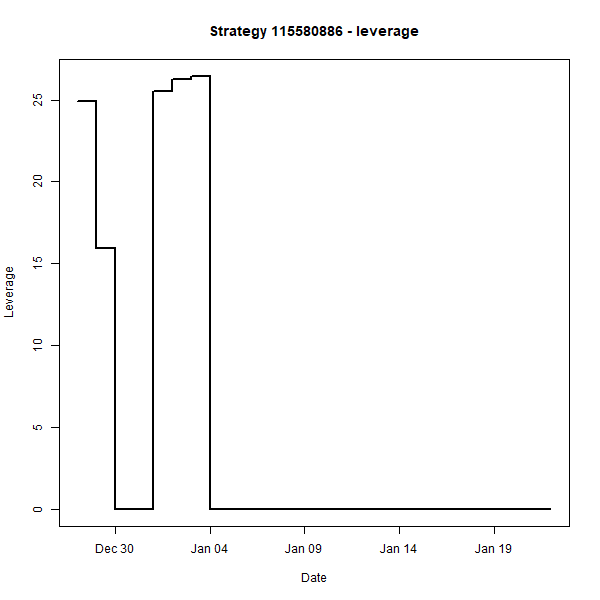 Strategy 115580886 - leverage
25
20
15
10
5
0
Leverage
Dec 30
Jan 04
Jan 09
Jan 14
Jan 19
Date